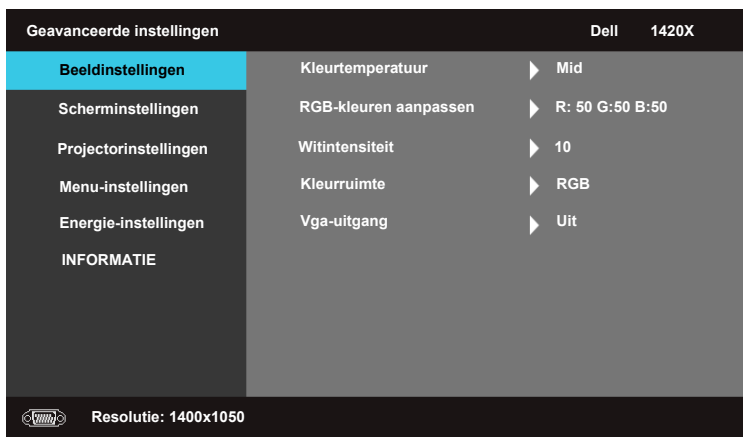 Geavanceerde instellingen Dell 1420X
Beeldinstellingen Kleurtemperatuur Mid
Scherminstellingen RGB-kleuren aanpassen R: 50 G:50 B:50
Projectorinstellingen Witintensiteit 10
Menu-instellingen Kleurruimte RGB
Energie-instellingen Vga-uitgang Uit
INFORMATIE
Resolutie: 1400x1050